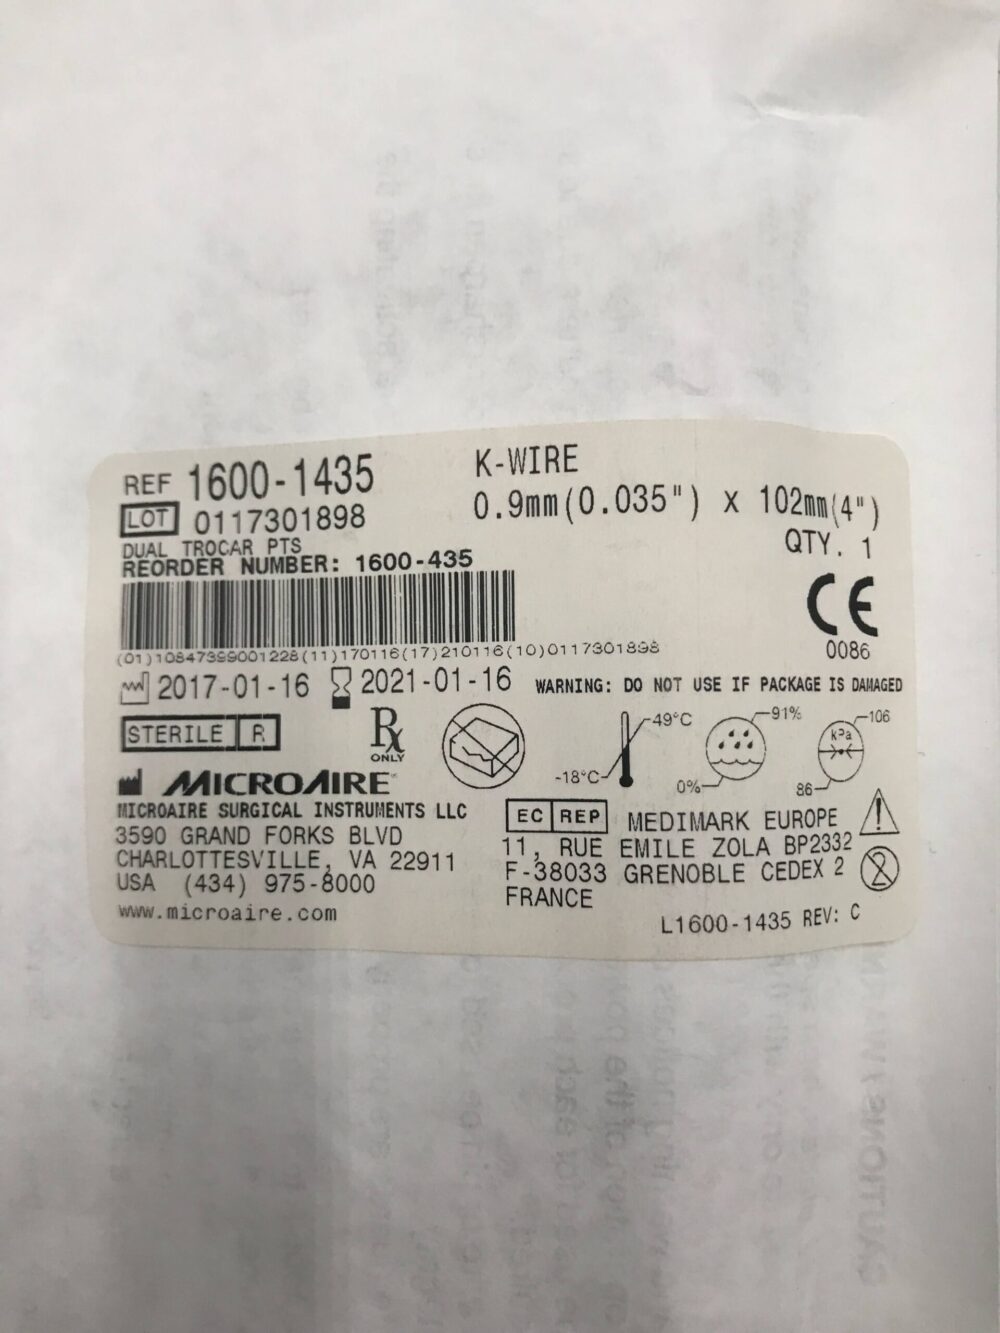 REF 1600-1435
LOT 0117301898
DUAL TROCAR PTS
REORDER NUMBER: 1600-435
K-WIRE
0.9mm(0.035") x 102mm(4")
QTY. 1
CE
0086
(01)10847399001228(11)170116(17)210116(10)0117301898
2017-01-16 2021-01-16 WARNING: DO NOT USE IF PACKAGE IS DAMAGED
STERILE R
Rx
ONLY
-18°C 49°C
0% 91%
kPa
86 106
MICROAIRE
MICROAIRE SURGICAL INSTRUMENTS LLC
3590 GRAND FORKS BLVD
CHARLOTTESVILLE, VA 22911
USA (434) 975-8000
www.microaire.com
EC REP MEDIMARK EUROPE
11, RUE EMILE ZOLA BP2332
F-38033 GRENOBLE CEDEX 2
FRANCE
2
L1600-1435 REV: C